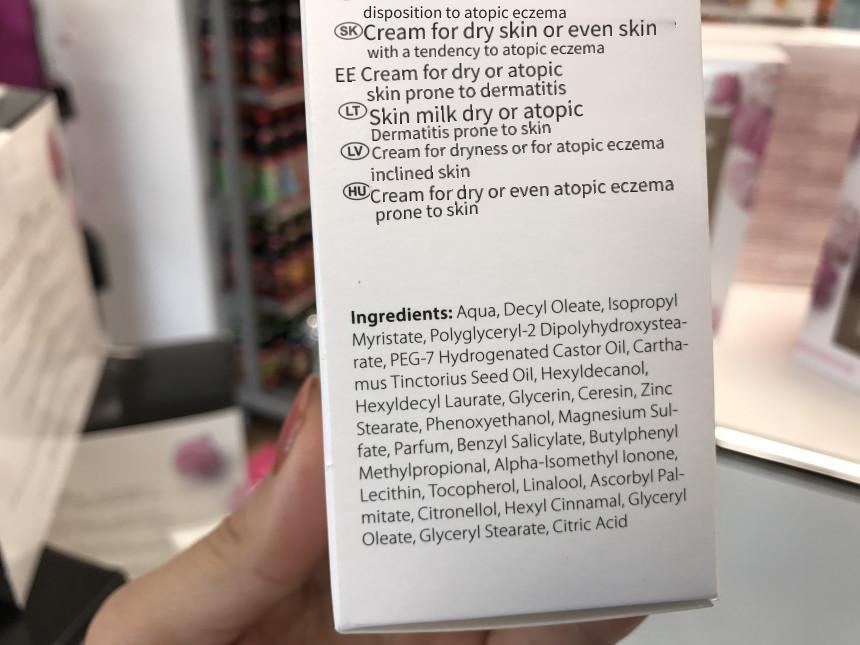 disposition to atopic eczema
SK Cream for dry skin or even skin
with a tendency to atopic eczema
EE Cream for dry or atopic
skin prone to dermatitis
LT Skin milk dry or atopic
Dermatitis prone to skin
LV Cream for dryness or for atopic eczema
inclined skin
HU Cream for dry or even atopic eczema
prone to skin
Ingredients: Aqua, Decyl Oleate, Isopropyl
Myristate, Polyglyceryl-2 Dipolyhydroxystea-
rate, PEG-7 Hydrogenated Castor Oil, Cartha-
mus Tinctorius Seed Oil, Hexyldecanol,
Hexyldecyl Laurate, Glycerin, Ceresin, Zinc
Stearate, Phenoxyethanol, Magnesium Sul-
fate, Parfum, Benzyl Salicylate, Butylphenyl
Methylpropional, Alpha-Isomethyl Ionone,
Lecithin, Tocopherol, Linalool, Ascorbyl Pal-
mitate, Citronellol, Hexyl Cinnamal, Glyceryl
Oleate, Glyceryl Stearate, Citric Acid